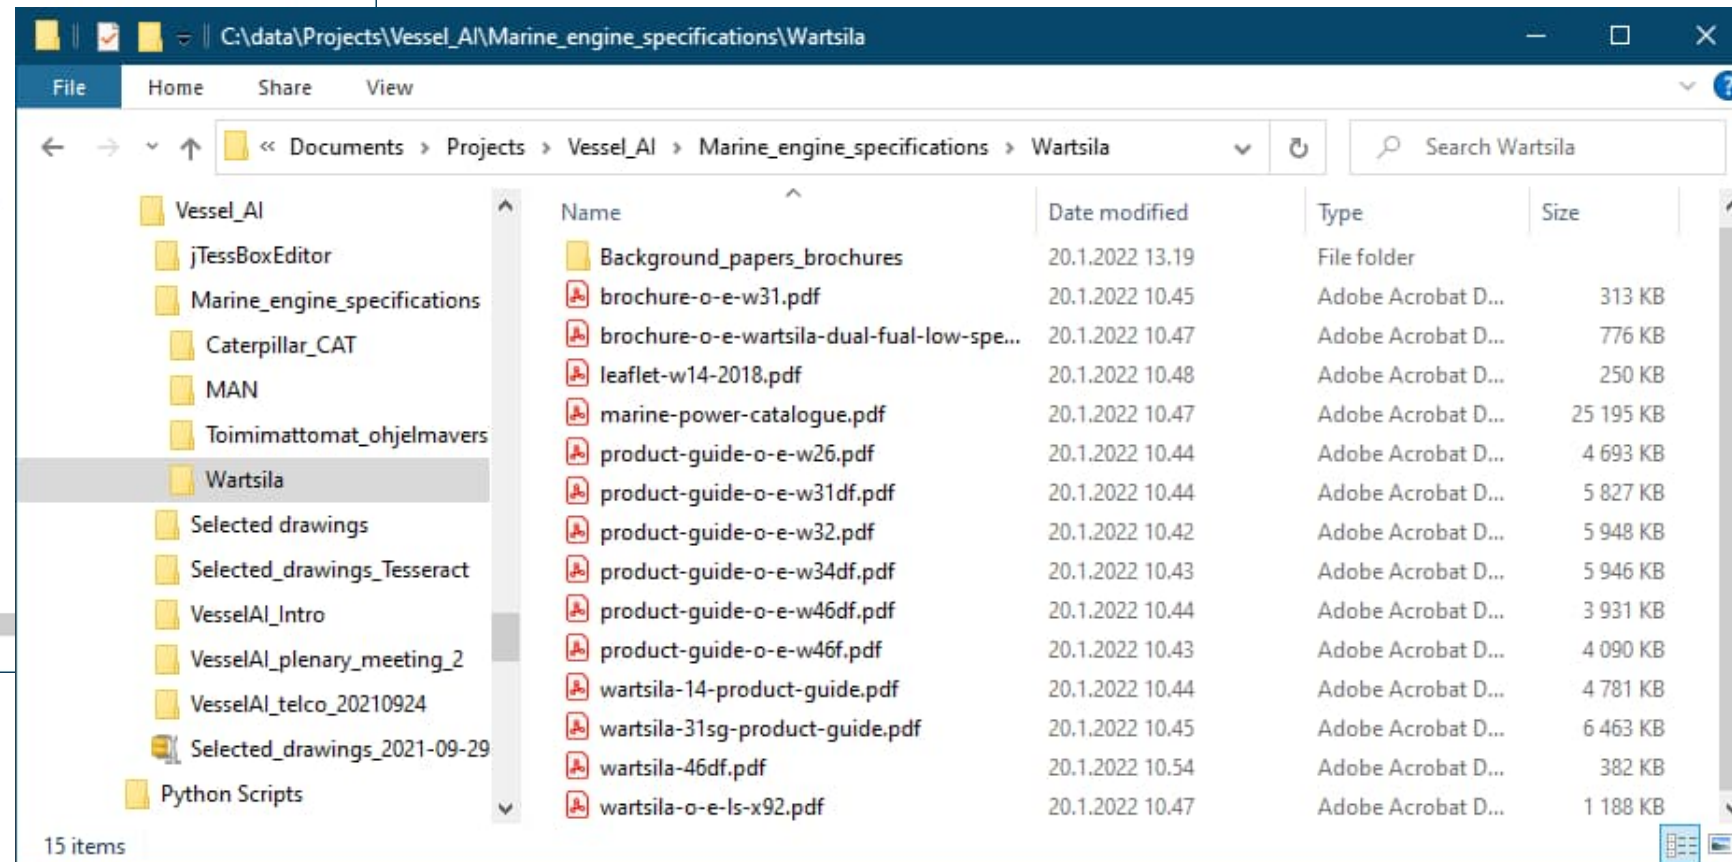 C:\data\Projects\Vessel_AI\Marine_engine_specifications\Wartsila
File Home Share View
« Documents › Projects › Vessel_AI › Marine_engine_specifications › Wartsila Search Wartsila
Vessel_AI
jTessBoxEditor
Marine_engine_specifications
Caterpillar_CAT
MAN
Toimimattomat_ohjelmavers
Wartsila
Selected drawings
Selected_drawings_Tesseract
VesselAI_Intro
VesselAI_plenary_meeting_2
VesselAI_telco_20210924
Selected_drawings_2021-09-29
Python Scripts
Name Date modified Type Size
Background_papers_brochures 20.1.2022 13.19 File folder
brochure-o-e-w31.pdf 20.1.2022 10.45 Adobe Acrobat D... 313 KB
brochure-o-e-wartsila-dual-fual-low-spe... 20.1.2022 10.47 Adobe Acrobat D... 776 KB
leaflet-w14-2018.pdf 20.1.2022 10.48 Adobe Acrobat D... 250 KB
marine-power-catalogue.pdf 20.1.2022 10.47 Adobe Acrobat D... 25 195 KB
product-guide-o-e-w26.pdf 20.1.2022 10.44 Adobe Acrobat D... 4 693 KB
product-guide-o-e-w31df.pdf 20.1.2022 10.44 Adobe Acrobat D... 5 827 KB
product-guide-o-e-w32.pdf 20.1.2022 10.42 Adobe Acrobat D... 5 948 KB
product-guide-o-e-w34df.pdf 20.1.2022 10.43 Adobe Acrobat D... 5 946 KB
product-guide-o-e-w46df.pdf 20.1.2022 10.44 Adobe Acrobat D... 3 931 KB
product-guide-o-e-w46f.pdf 20.1.2022 10.43 Adobe Acrobat D... 4 090 KB
wartsila-14-product-guide.pdf 20.1.2022 10.44 Adobe Acrobat D... 4 781 KB
wartsila-31sg-product-guide.pdf 20.1.2022 10.45 Adobe Acrobat D... 6 463 KB
wartsila-46df.pdf 20.1.2022 10.54 Adobe Acrobat D... 382 KB
wartsila-o-e-ls-x92.pdf 20.1.2022 10.47 Adobe Acrobat D... 1 188 KB
15 items